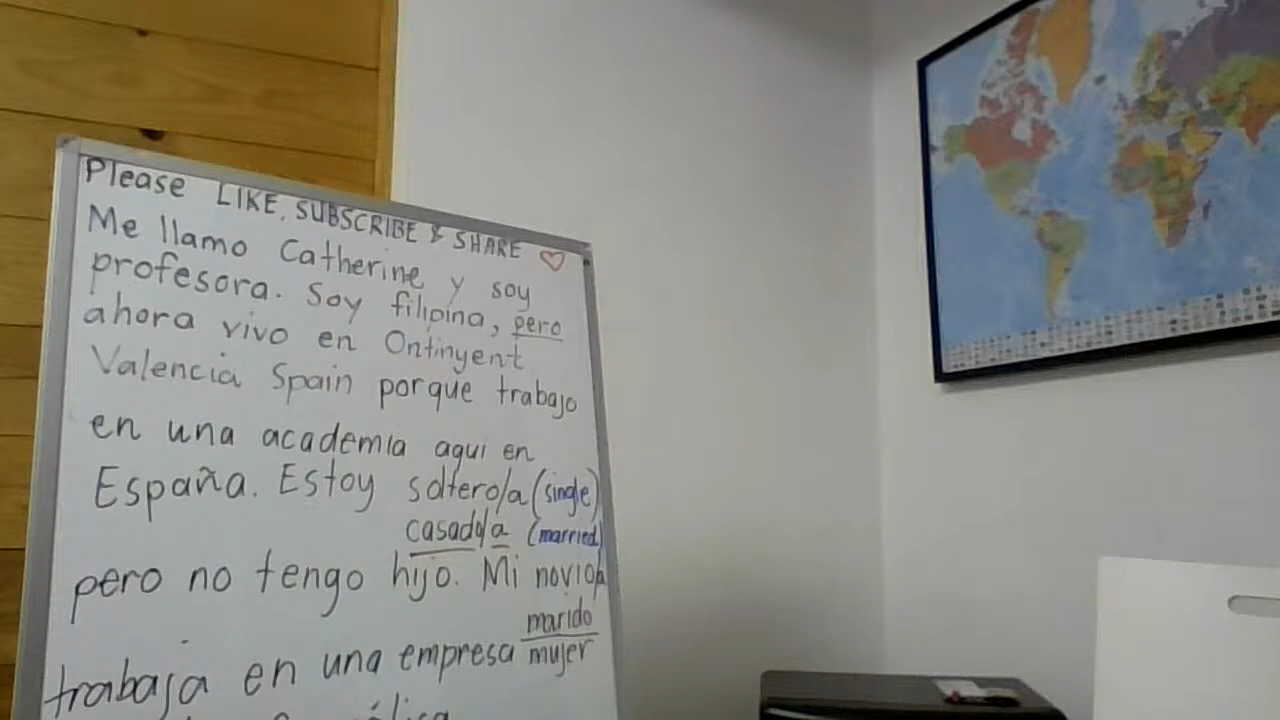 Please LIKE, SUBSCRIBE & SHARE ♡
Me llamo Catherine y soy
profesora. Soy filipina, pero
ahora vivo en Ontinyent
Valencia Spain porque trabajo
en una academia aqui en
España. Estoy soltero/a (single)
casado/a (married)
pero no tengo hijo. Mi novio/a
marido
trabaja en una empresa mujer